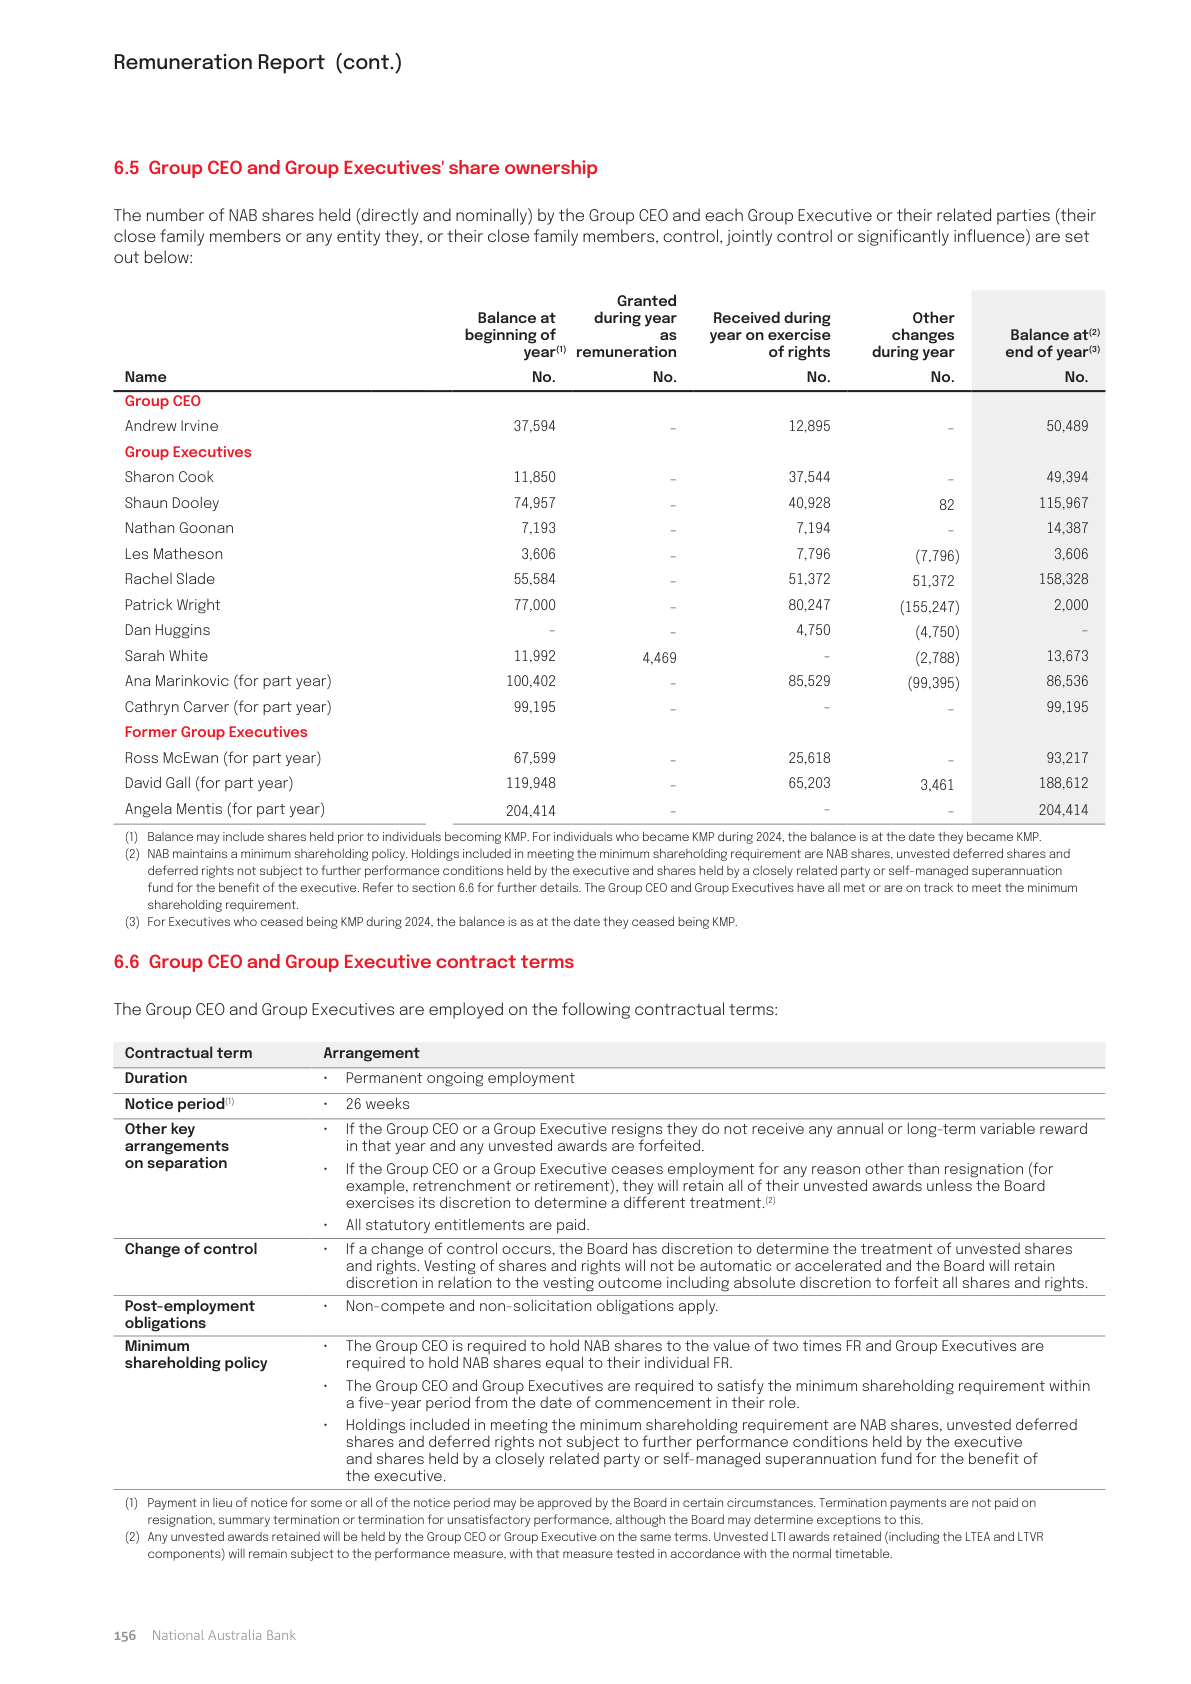 Remuneration Report (cont.)
6.5 Group CEO and Group Executives' share ownership
The number of NAB shares held (directly and nominally) by the Group CEO and each Group Executive or their related parties (their
close family members or any entity they, or their close family members, control, jointly control or significantly influence) are set
out below:
Granted
Balance at during year Received during Other
beginning of as year on exercise changes Balance at(2)
year(1) remuneration of rights during year end of year(3)
Name No. No. No. No. No.
Group CEO
Andrew Irvine 37,594 – 12,895 – 50,489
Group Executives
Sharon Cook 11,850 – 37,544 – 49,394
Shaun Dooley 74,957 – 40,928 82 115,967
Nathan Goonan 7,193 – 7,194 – 14,387
Les Matheson 3,606 – 7,796 (7,796) 3,606
Rachel Slade 55,584 – 51,372 51,372 158,328
Patrick Wright 77,000 – 80,247 (155,247) 2,000
Dan Huggins – – 4,750 (4,750) –
Sarah White 11,992 4,469 – (2,788) 13,673
Ana Marinkovic (for part year) 100,402 – 85,529 (99,395) 86,536
Cathryn Carver (for part year) 99,195 – – – 99,195
Former Group Executives
Ross McEwan (for part year) 67,599 – 25,618 – 93,217
David Gall (for part year) 119,948 – 65,203 3,461 188,612
Angela Mentis (for part year) 204,414 – – – 204,414
(1) Balance may include shares held prior to individuals becoming KMP. For individuals who became KMP during 2024, the balance is at the date they became KMP.
(2) NAB maintains a minimum shareholding policy. Holdings included in meeting the minimum shareholding requirement are NAB shares, unvested deferred shares and
deferred rights not subject to further performance conditions held by the executive and shares held by a closely related party or self-managed superannuation
fund for the benefit of the executive. Refer to section 6.6 for further details. The Group CEO and Group Executives have all met or are on track to meet the minimum
shareholding requirement.
(3) For Executives who ceased being KMP during 2024, the balance is as at the date they ceased being KMP.
6.6 Group CEO and Group Executive contract terms
The Group CEO and Group Executives are employed on the following contractual terms:
Contractual term Arrangement
Duration • Permanent ongoing employment
Notice period(1) • 26 weeks
Other key
arrangements
on separation
• If the Group CEO or a Group Executive resigns they do not receive any annual or long-term variable reward
in that year and any unvested awards are forfeited.
• If the Group CEO or a Group Executive ceases employment for any reason other than resignation (for
example, retrenchment or retirement), they will retain all of their unvested awards unless the Board
exercises its discretion to determine a different treatment.(2)
• All statutory entitlements are paid.
Change of control • If a change of control occurs, the Board has discretion to determine the treatment of unvested shares
and rights. Vesting of shares and rights will not be automatic or accelerated and the Board will retain
discretion in relation to the vesting outcome including absolute discretion to forfeit all shares and rights.
Post-employment
obligations
• Non-compete and non-solicitation obligations apply.
Minimum
shareholding policy
• The Group CEO is required to hold NAB shares to the value of two times FR and Group Executives are
required to hold NAB shares equal to their individual FR.
• The Group CEO and Group Executives are required to satisfy the minimum shareholding requirement within
a five-year period from the date of commencement in their role.
• Holdings included in meeting the minimum shareholding requirement are NAB shares, unvested deferred
shares and deferred rights not subject to further performance conditions held by the executive
and shares held by a closely related party or self-managed superannuation fund for the benefit of
the executive.
(1) Payment in lieu of notice for some or all of the notice period may be approved by the Board in certain circumstances. Termination payments are not paid on
resignation, summary termination or termination for unsatisfactory performance, although the Board may determine exceptions to this.
(2) Any unvested awards retained will be held by the Group CEO or Group Executive on the same terms. Unvested LTI awards retained (including the LTEA and LTVR
components) will remain subject to the performance measure, with that measure tested in accordance with the normal timetable.
156 National Australia Bank